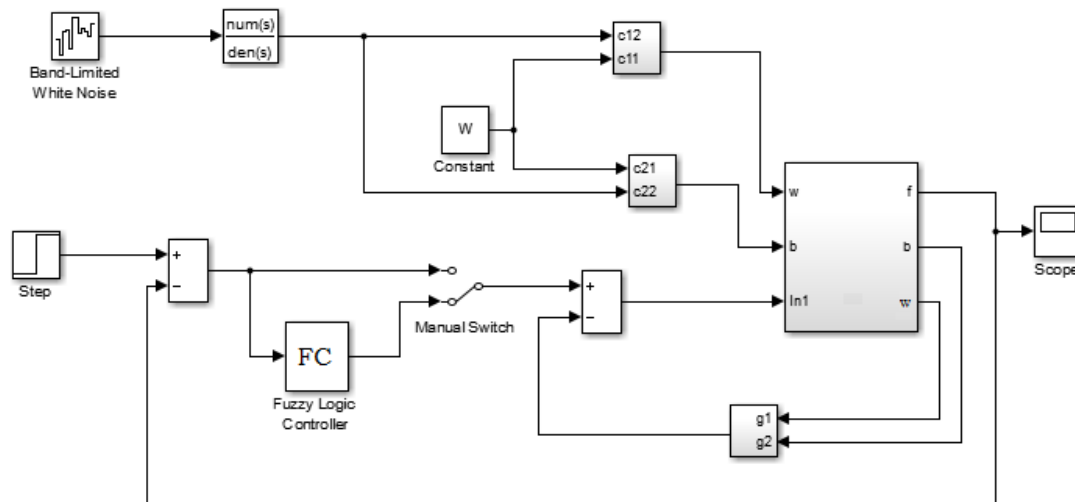 num(s)
den(s)
Band-Limited
White Noise
c12
c11
W
Constant
c21
c22
w
f
b
b
In1
w
Scope
+
−
Step
Manual Switch
+
−
FC
Fuzzy Logic
Controller
g1
g2